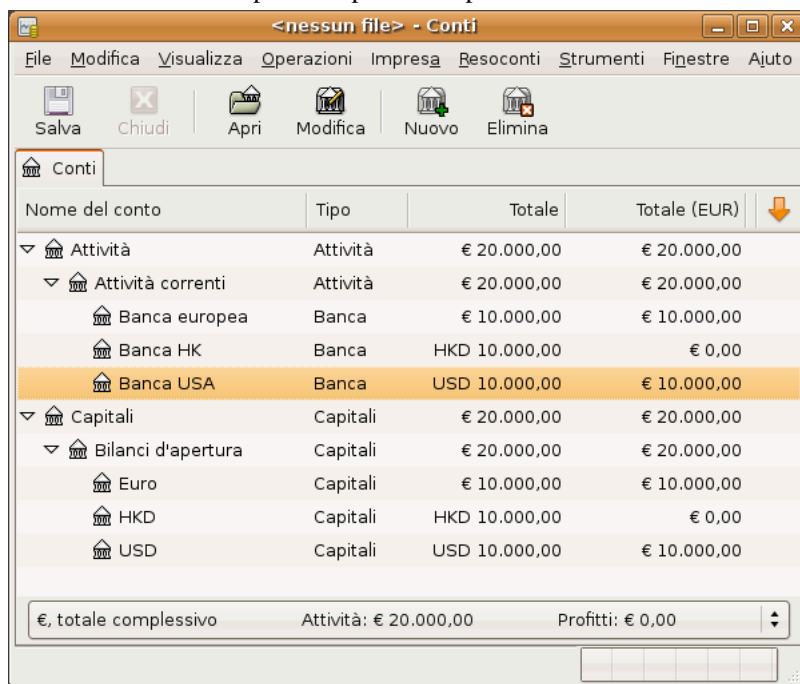 <nessun file> - Conti
File Modifica Visualizza Operazioni Impresa Resoconti Strumenti Finestre Aiuto
Salva Chiudi Apri Modifica Nuovo Elimina
Conti
Nome del conto Tipo Totale Totale (EUR)
Attività Attività € 20.000,00 € 20.000,00
Attività correnti Attività € 20.000,00 € 20.000,00
Banca europea Banca € 10.000,00 € 10.000,00
Banca HK Banca HKD 10.000,00 € 0,00
Banca USA Banca USD 10.000,00 € 10.000,00
Capitali Capitali € 20.000,00 € 20.000,00
Bilanci d'apertura Capitali € 20.000,00 € 20.000,00
Euro Capitali € 10.000,00 € 10.000,00
HKD Capitali HKD 10.000,00 € 0,00
USD Capitali USD 10.000,00 € 10.000,00
€, totale complessivo Attività: € 20.000,00 Profitti: € 0,00